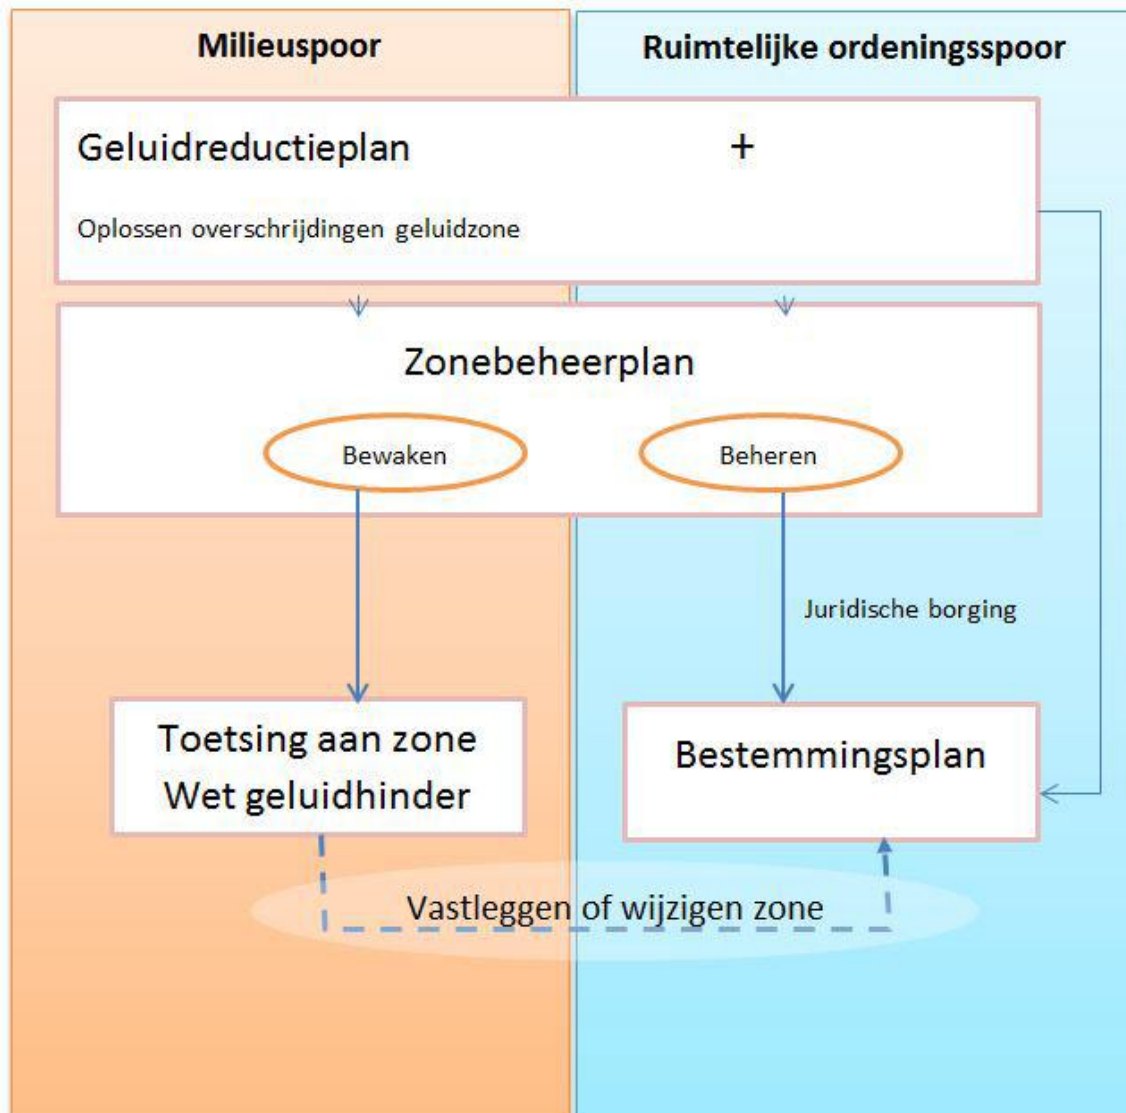 Milieuspoor
Ruimtelijke ordeningsspoor
Geluidreductieplan +
Oplossen overschrijdingen geluidzone
Zonebeheerplan
Bewaken
Beheren
Juridische borging
Toetsing aan zone
Wet geluidhinder
Bestemmingsplan
Vastleggen of wijzigen zone